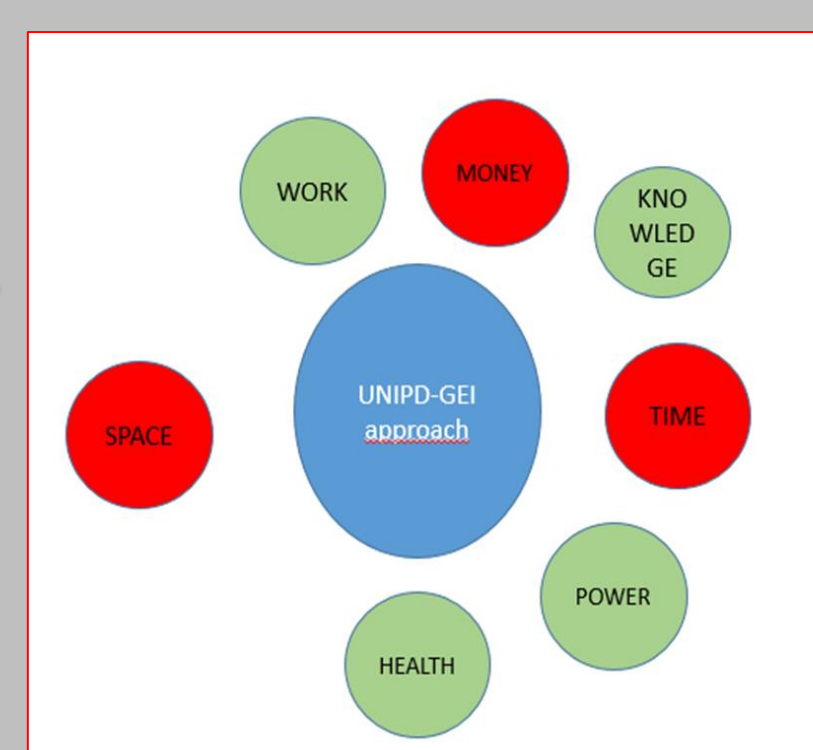 WORK
MONEY
KNO
WLED
GE
UNIPD-GEI
approach
SPACE
TIME
POWER
HEALTH